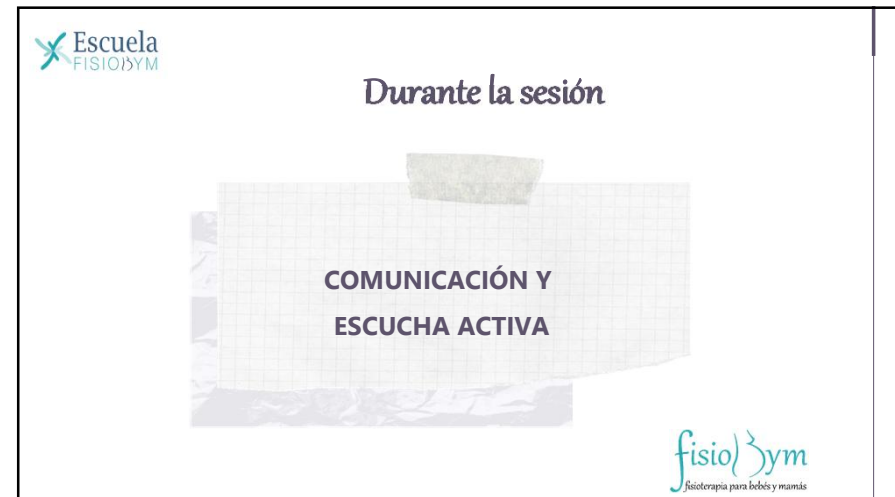 Escuela
FISIOBYM
Durante la sesión
COMUNICACIÓN Y
ESCUCHA ACTIVA
fisioBym
fisioterapia para bebés y mamás